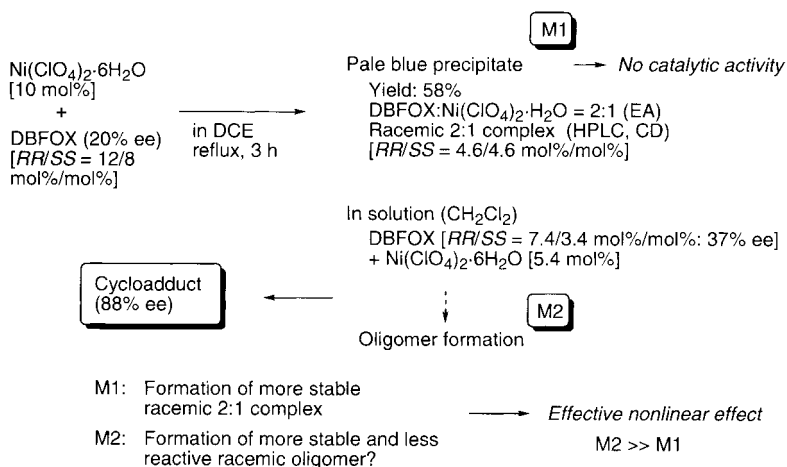 M1
Ni(ClO4)2·6H2O
[10 mol%]
+
DBFOX (20% ee)
[RR/SS = 12/8
mol%/mol%]
in DCE
reflux, 3 h
Pale blue precipitate
No catalytic activity
Yield: 58%
DBFOX:Ni(ClO4)2·H2O = 2:1 (EA)
Racemic 2:1 complex (HPLC, CD)
[RR/SS = 4.6/4.6 mol%/mol%]
In solution (CH2Cl2)
DBFOX [RR/SS = 7.4/3.4 mol%/mol%: 37% ee]
+ Ni(ClO4)2·6H2O [5.4 mol%]
Cycloadduct
(88% ee)
M2
Oligomer formation
M1: Formation of more stable
racemic 2:1 complex
M2: Formation of more stable and less
reactive racemic oligomer?
Effective nonlinear effect
M2 >> M1